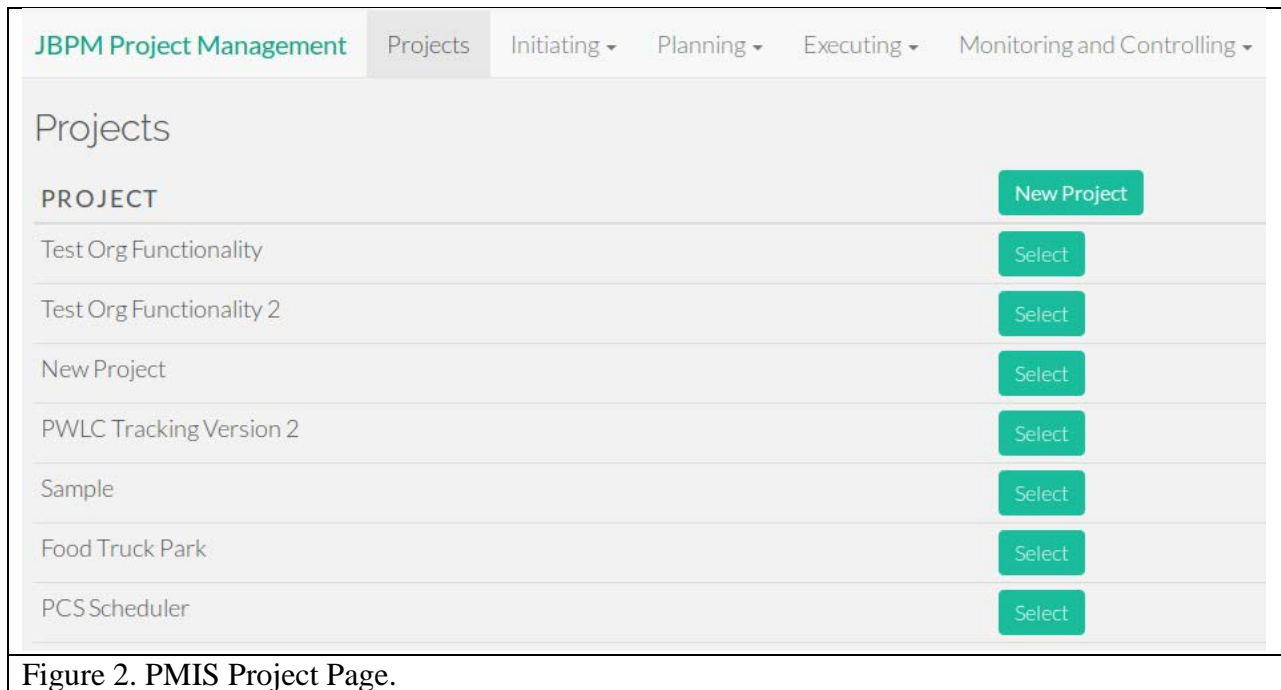 JBPM Project Management Projects Initiating Planning Executing Monitoring and Controlling
Projects
PROJECT New Project
Test Org Functionality Select
Test Org Functionality 2 Select
New Project Select
PWLC Tracking Version 2 Select
Sample Select
Food Truck Park Select
PCS Scheduler Select
Figure 2. PMIS Project Page.